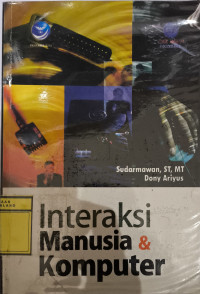 Sudarmawan, ST, MT
Dony Ariyus
Interaksi
Manusia &
Komputer